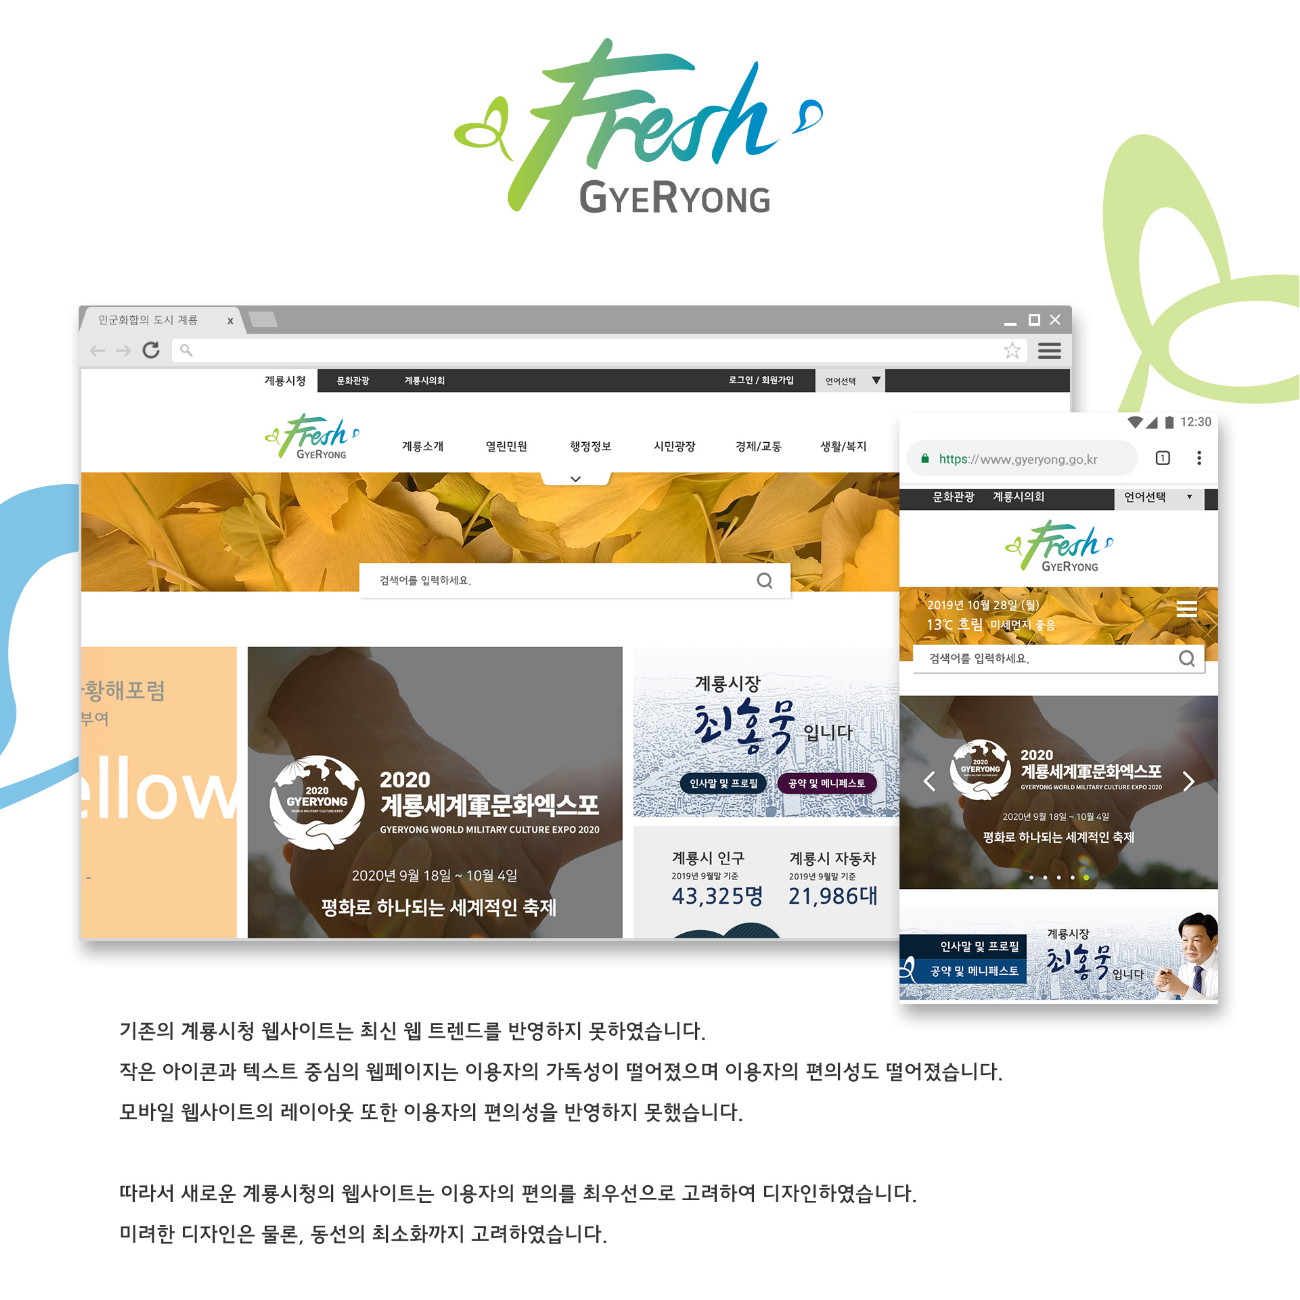 Fresh
GYERYONG
민군화합의 도시 계룡 x
계룡시청 문화관광 계룡시의회 로그인 / 회원가입 언어선택 ▼
Fresh
GYERYONG
계룡소개 열린민원 행정정보 시민광장 경제/교통 생활/복지
검색어를 입력하세요.
황해포럼
부여
ellow
-
2020
GYERYONG
WORLD MILITARY CULTURE EXPO
2020
계룡세계軍문화엑스포
GYERYONG WORLD MILITARY CULTURE EXPO 2020
2020년 9월 18일 ~ 10월 4일
평화로 하나되는 세계적인 축제
계룡시장
최홍묵 입니다
인사말 및 프로필 공약 및 메니페스토
계룡시 인구 계룡시 자동차
2019년 9월말 기준 2019년 9월말 기준
43,325명 21,986대
12:30
https://www.gyeryong.go.kr 1
문화관광 계룡시의회 언어선택 ▼
Fresh
GYERYONG
2019년 10월 28일 (월)
13℃ 흐림 미세먼지 좋음
검색어를 입력하세요.
2020
GYERYONG
WORLD MILITARY CULTURE EXPO
2020
계룡세계軍문화엑스포
GYERYONG WORLD MILITARY CULTURE EXPO 2020
2020년 9월 18일 ~ 10월 4일
평화로 하나되는 세계적인 축제
인사말 및 프로필
공약 및 메니페스토
계룡시장
최홍묵 입니다
기존의 계룡시청 웹사이트는 최신 웹 트렌드를 반영하지 못하였습니다.
작은 아이콘과 텍스트 중심의 웹페이지는 이용자의 가독성이 떨어졌으며 이용자의 편의성도 떨어졌습니다.
모바일 웹사이트의 레이아웃 또한 이용자의 편의성을 반영하지 못했습니다.
따라서 새로운 계룡시청의 웹사이트는 이용자의 편의를 최우선으로 고려하여 디자인하였습니다.
미려한 디자인은 물론, 동선의 최소화까지 고려하였습니다.